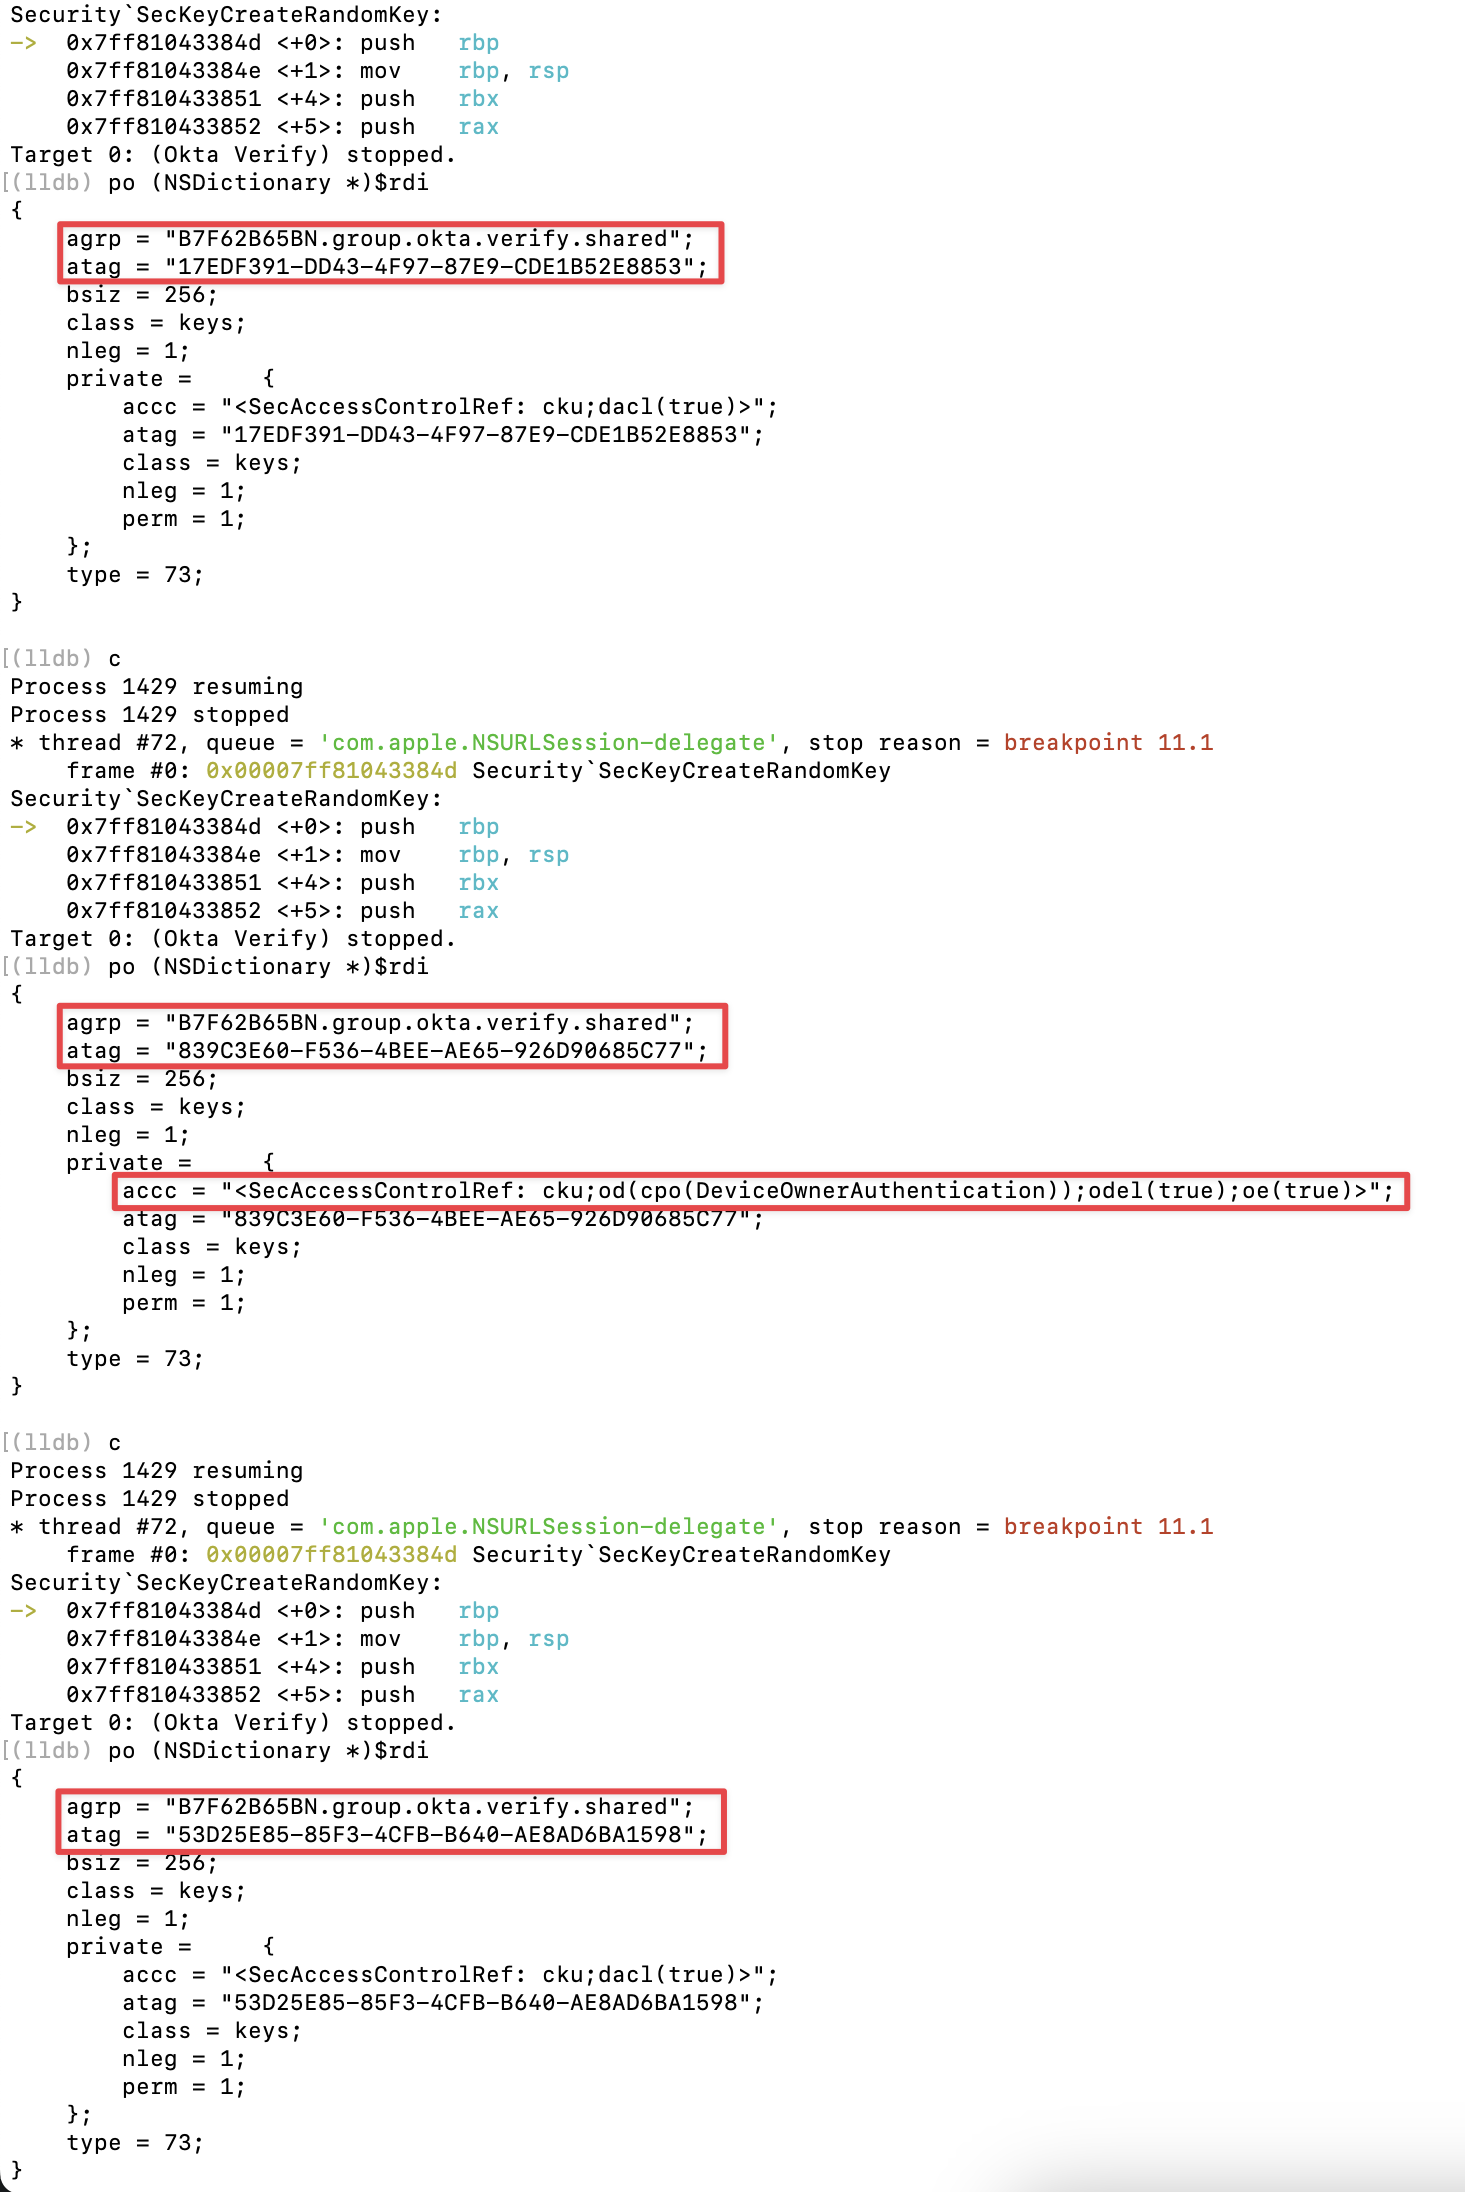 Security`SecKeyCreateRandomKey:
->  0x7ff81043384d <+0>: push   rbp
    0x7ff81043384e <+1>: mov    rbp, rsp
    0x7ff810433851 <+4>: push   rbx
    0x7ff810433852 <+5>: push   rax
Target 0: (Okta Verify) stopped.
[(lldb) po (NSDictionary *)$rdi
{
    agrp = "B7F62B65BN.group.okta.verify.shared";
    atag = "17EDF391-DD43-4F97-87E9-CDE1B52E8853";
    bsiz = 256;
    class = keys;
    nleg = 1;
    private =     {
        accc = "<SecAccessControlRef: cku;dacl(true)>";
        atag = "17EDF391-DD43-4F97-87E9-CDE1B52E8853";
        class = keys;
        nleg = 1;
        perm = 1;
    };
    type = 73;
}
[(lldb) c
Process 1429 resuming
Process 1429 stopped
* thread #72, queue = 'com.apple.NSURLSession-delegate', stop reason = breakpoint 11.1
    frame #0: 0x00007ff81043384d Security`SecKeyCreateRandomKey
Security`SecKeyCreateRandomKey:
->  0x7ff81043384d <+0>: push   rbp
    0x7ff81043384e <+1>: mov    rbp, rsp
    0x7ff810433851 <+4>: push   rbx
    0x7ff810433852 <+5>: push   rax
Target 0: (Okta Verify) stopped.
[(lldb) po (NSDictionary *)$rdi
{
    agrp = "B7F62B65BN.group.okta.verify.shared";
    atag = "839C3E60-F536-4BEE-AE65-926D90685C77";
    bsiz = 256;
    class = keys;
    nleg = 1;
    private =     {
        accc = "<SecAccessControlRef: cku;od(cpo(DeviceOwnerAuthentication));odel(true);oe(true)>";
        atag = "839C3E60-F536-4BEE-AE65-926D90685C77";
        class = keys;
        nleg = 1;
        perm = 1;
    };
    type = 73;
}
[(lldb) c
Process 1429 resuming
Process 1429 stopped
* thread #72, queue = 'com.apple.NSURLSession-delegate', stop reason = breakpoint 11.1
    frame #0: 0x00007ff81043384d Security`SecKeyCreateRandomKey
Security`SecKeyCreateRandomKey:
->  0x7ff81043384d <+0>: push   rbp
    0x7ff81043384e <+1>: mov    rbp, rsp
    0x7ff810433851 <+4>: push   rbx
    0x7ff810433852 <+5>: push   rax
Target 0: (Okta Verify) stopped.
[(lldb) po (NSDictionary *)$rdi
{
    agrp = "B7F62B65BN.group.okta.verify.shared";
    atag = "53D25E85-85F3-4CFB-B640-AE8AD6BA1598";
    bsiz = 256;
    class = keys;
    nleg = 1;
    private =     {
        accc = "<SecAccessControlRef: cku;dacl(true)>";
        atag = "53D25E85-85F3-4CFB-B640-AE8AD6BA1598";
        class = keys;
        nleg = 1;
        perm = 1;
    };
    type = 73;
}